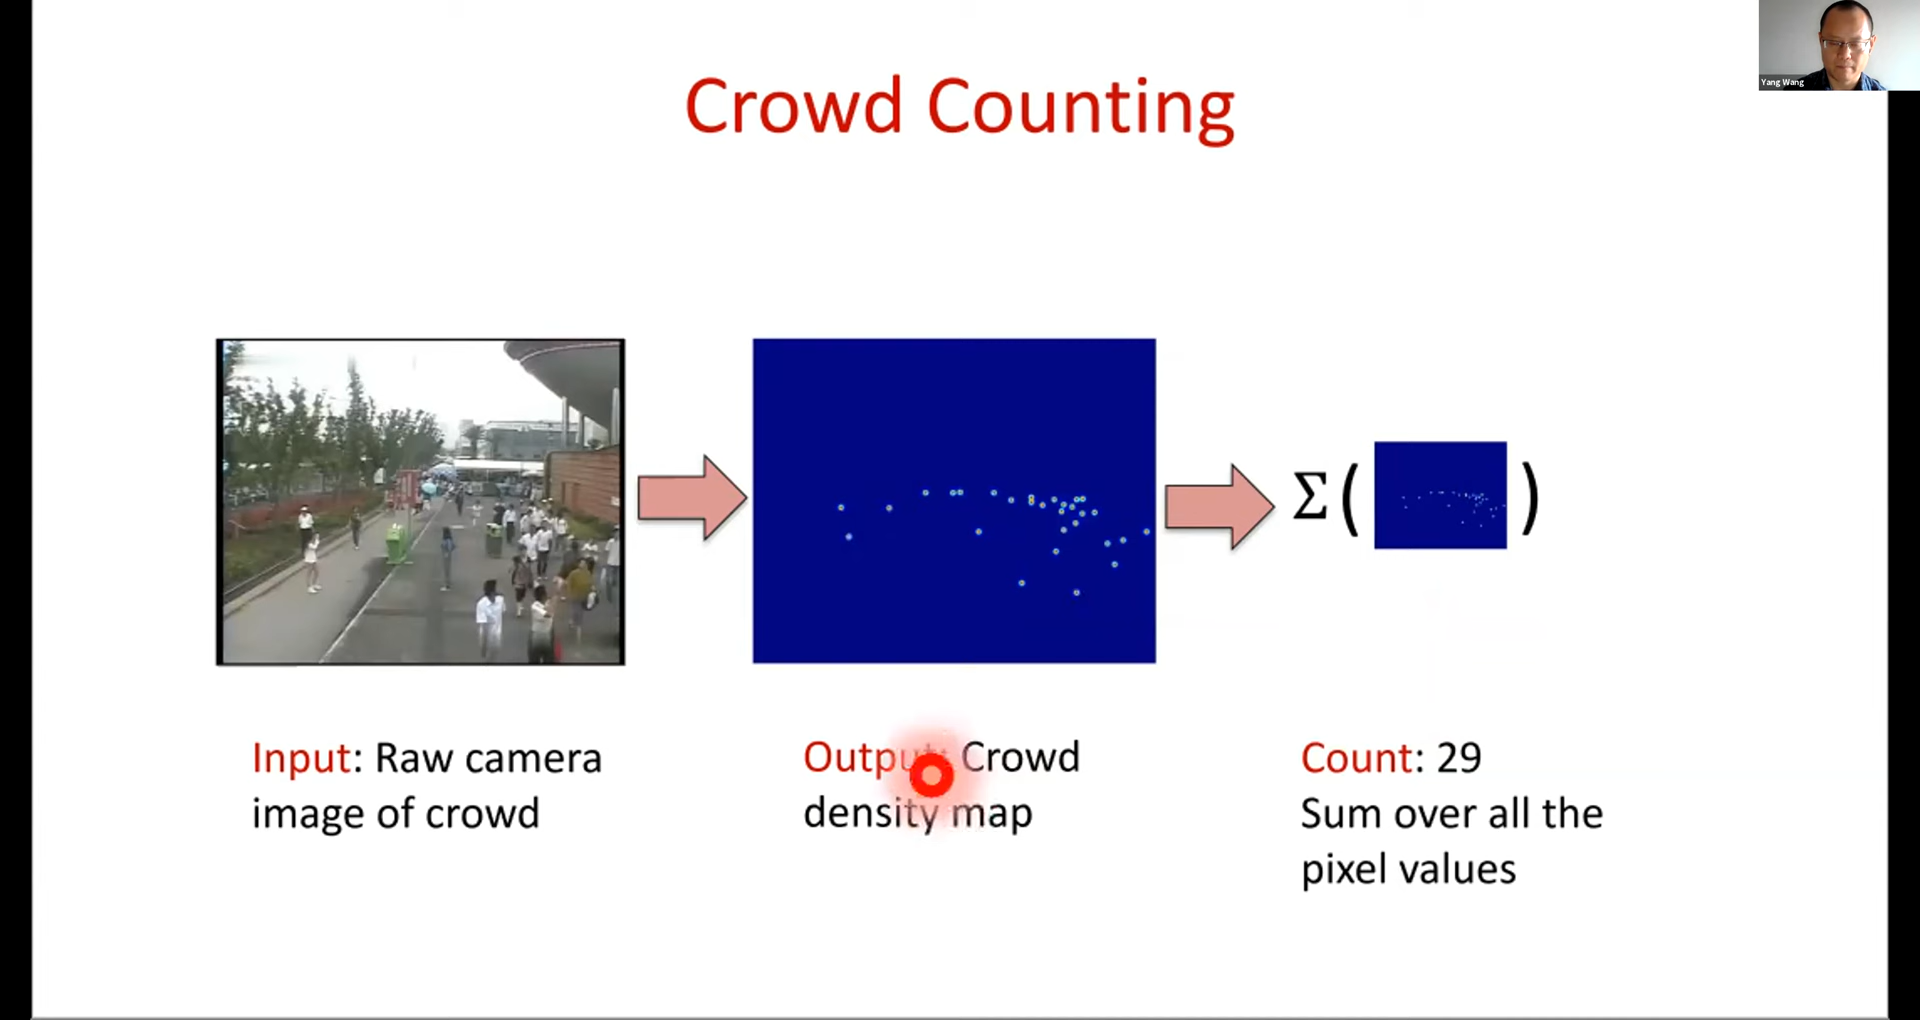 Yang Wang
Crowd Counting
Σ( )
Input: Raw camera
image of crowd
Output: Crowd
density map
Count: 29
Sum over all the
pixel values